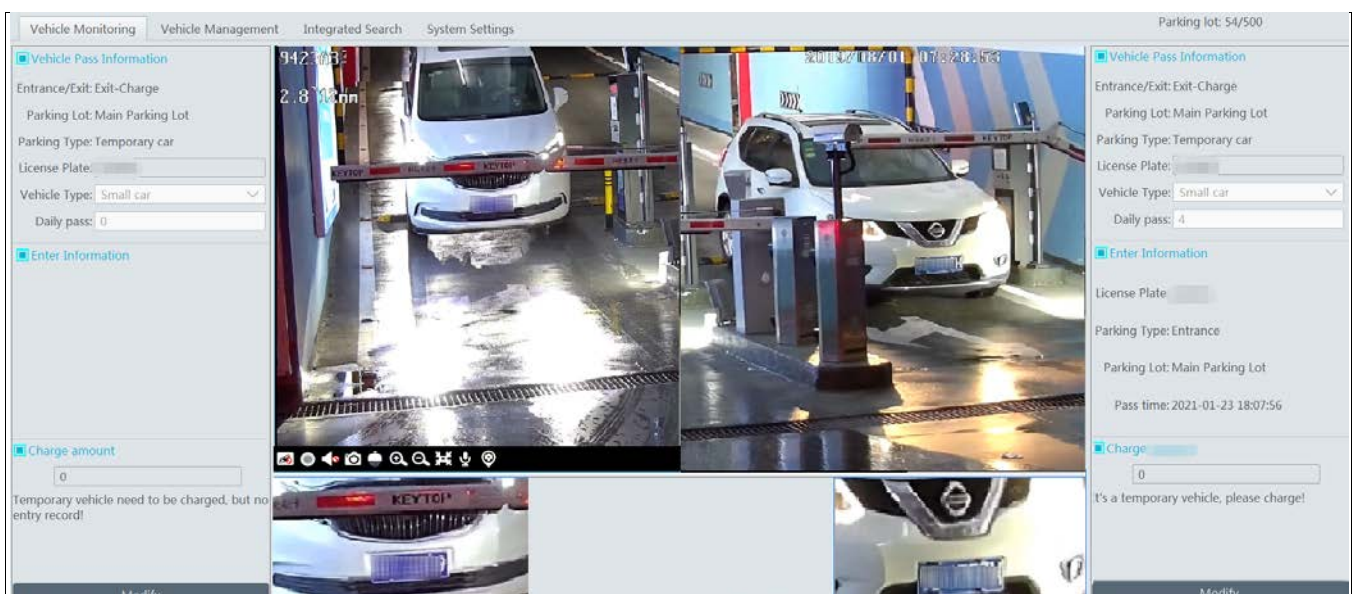 Vehicle Monitoring
Vehicle Management
Integrated Search
System Settings
Parking lot: 54/500
Vehicle Pass Information
Entrance/Exit: Exit-Charge
Parking Lot: Main Parking Lot
Parking Type: Temporary car
License Plate:
Vehicle Type: Small car
Daily pass: 0
Enter Information
Charge amount
0
Temporary vehicle need to be charged, but no
entry record!
Modify
KEYTOP
KEYTOP
KEYTOP
KEYTOP
Vehicle Pass Information
Entrance/Exit: Exit-Charge
Parking Lot: Main Parking Lot
Parking Type: Temporary car
License Plate:
Vehicle Type: Small car
Daily pass: 4
Enter Information
License Plate
Parking Type: Entrance
Parking Lot: Main Parking Lot
Pass time: 2021-01-23 18:07:56
Charge
0
t's a temporary vehicle, please charge!
Modify